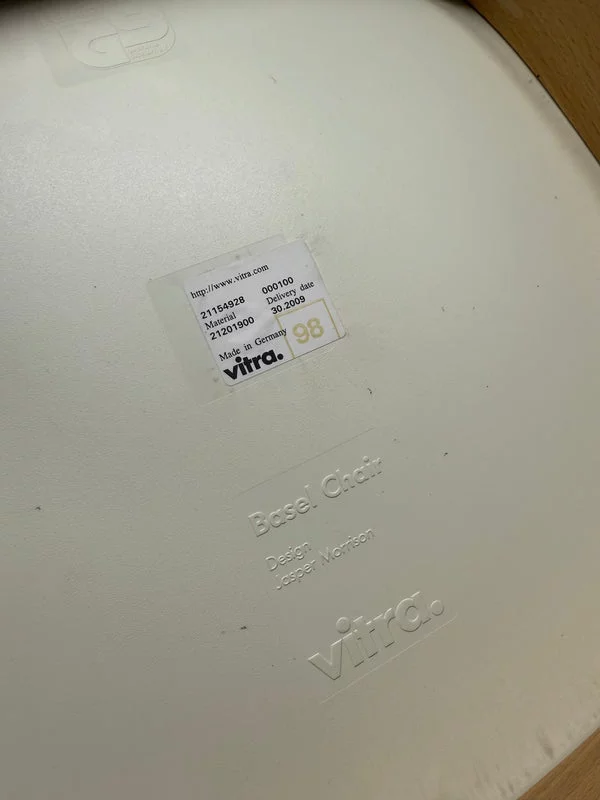 GS
http://www.vitra.com
21154928 000100
Material Delivery date
21201900 30.2009
Made in Germany 98
vitra.
Basel Chair
Design
Jasper Morrison
vitra.